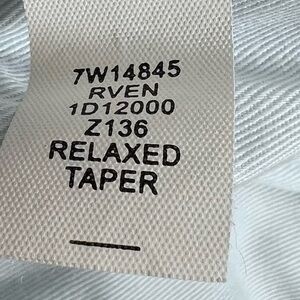 7W14845
RVEN
1D12000
Z136
RELAXED
TAPER